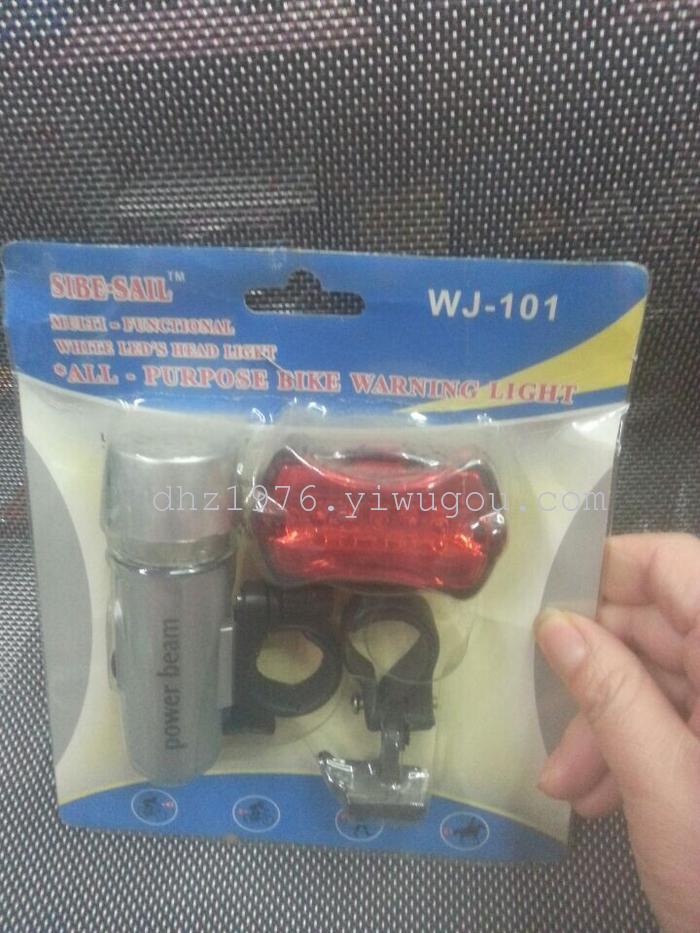 SIBE-SAIL™
WJ-101
MULTI - FUNCTIONAL
WHITE LED'S HEAD LIGHT
*ALL - PURPOSE BIKE WARNING LIGHT
dhz1976.yiwugou.com
power beam